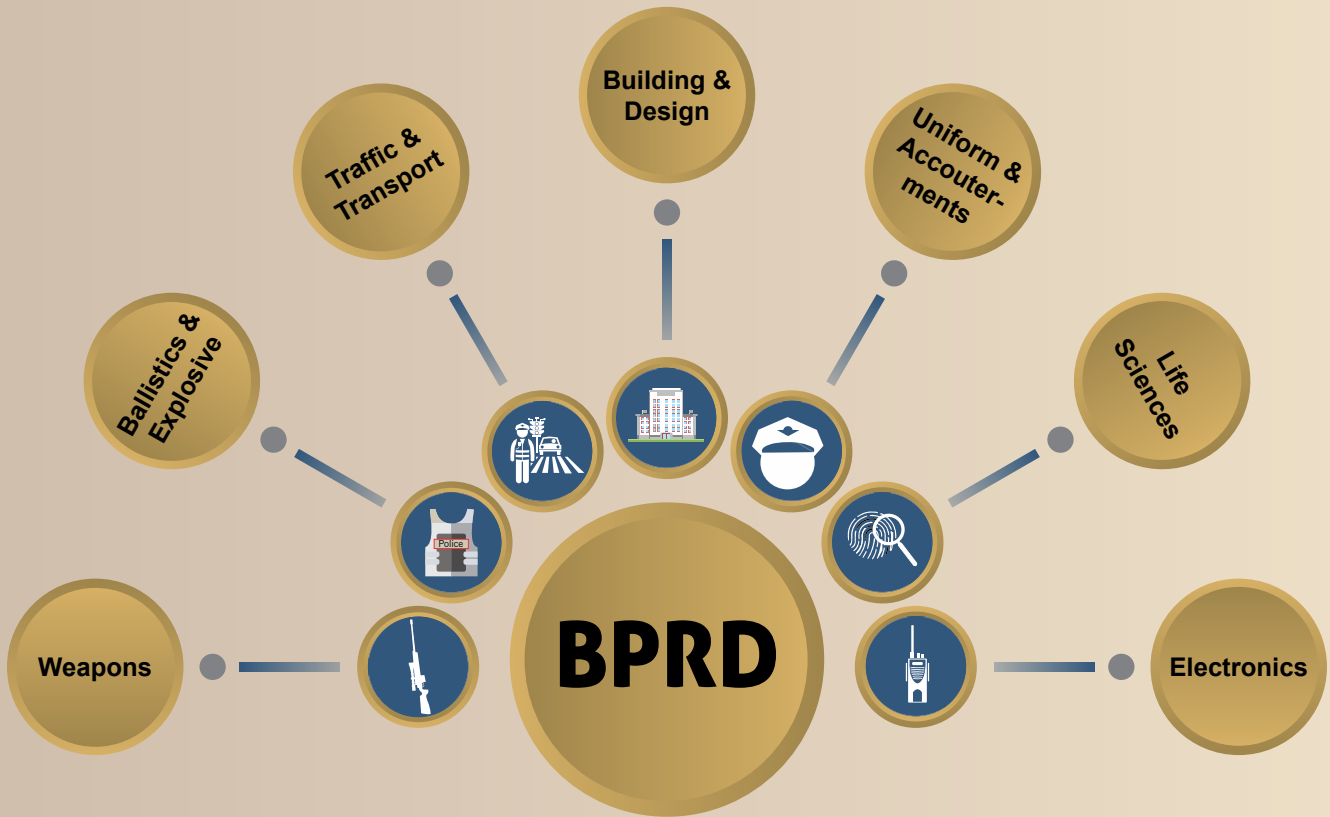 Building &
Design
Traffic &
Transport
Uniform &
Accouter-
ments
Ballistics &
Explosive
Life
Sciences
Police
Weapons
BPRD
Electronics